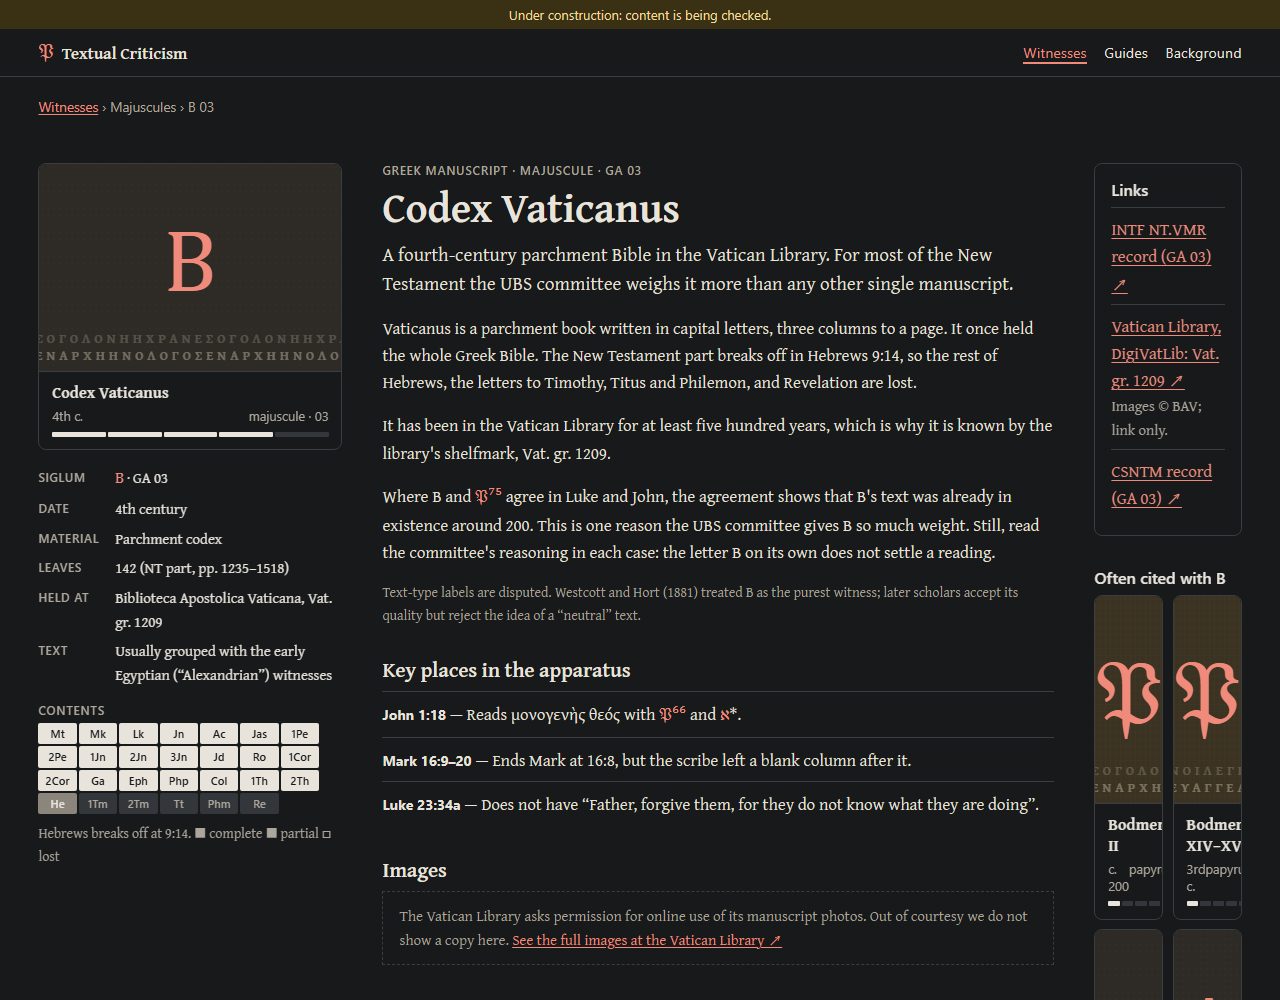 Under construction: content is being checked.
𝔓 Textual Criticism
Witnesses Guides Background
Witnesses › Majuscules › B 03
B
ΕΝΑΡΧΗΗΝΟΛΟΓΟΣΕΝΑΡΧΗΗΝΟΛΟ
Codex Vaticanus
4th c. majuscule · 03
SIGLUM B · GA 03
DATE 4th century
MATERIAL Parchment codex
LEAVES 142 (NT part, pp. 1235–1518)
HELD AT Biblioteca Apostolica Vaticana, Vat.
gr. 1209
TEXT Usually grouped with the early
Egyptian (“Alexandrian”) witnesses
CONTENTS
Mt Mk Lk Jn Ac Jas 1Pe
2Pe 1Jn 2Jn 3Jn Jd Ro 1Cor
2Cor Ga Eph Php Col 1Th 2Th
He 1Tm 2Tm Tt Phm Re
Hebrews breaks off at 9:14. ■ complete ■ partial □
lost
GREEK MANUSCRIPT · MAJUSCULE · GA 03
Codex Vaticanus
A fourth-century parchment Bible in the Vatican Library. For most of the New
Testament the UBS committee weighs it more than any other single manuscript.
Vaticanus is a parchment book written in capital letters, three columns to a page. It once held
the whole Greek Bible. The New Testament part breaks off in Hebrews 9:14, so the rest of
Hebrews, the letters to Timothy, Titus and Philemon, and Revelation are lost.
It has been in the Vatican Library for at least five hundred years, which is why it is known by the
library's shelfmark, Vat. gr. 1209.
Where B and 𝔓⁷⁵ agree in Luke and John, the agreement shows that B's text was already in
existence around 200. This is one reason the UBS committee gives B so much weight. Still, read
the committee's reasoning in each case: the letter B on its own does not settle a reading.
Text-type labels are disputed. Westcott and Hort (1881) treated B as the purest witness; later scholars accept its
quality but reject the idea of a “neutral” text.
Key places in the apparatus
John 1:18 — Reads μονογενὴς θεός with 𝔓⁶⁶ and ℵ*.
Mark 16:9–20 — Ends Mark at 16:8, but the scribe left a blank column after it.
Luke 23:34a — Does not have “Father, forgive them, for they do not know what they are doing”.
Images
The Vatican Library asks permission for online use of its manuscript photos. Out of courtesy we do not
show a copy here. See the full images at the Vatican Library ↗
Links
INTF NT.VMR
record (GA 03)
↗
Vatican Library,
DigiVatLib: Vat.
gr. 1209 ↗
Images © BAV;
link only.
CSNTM record
(GA 03) ↗
Often cited with B
𝔓 𝔓
Bodmer Bodmer
II XIV–XV
c. papyr 3rd papyru
200 c.